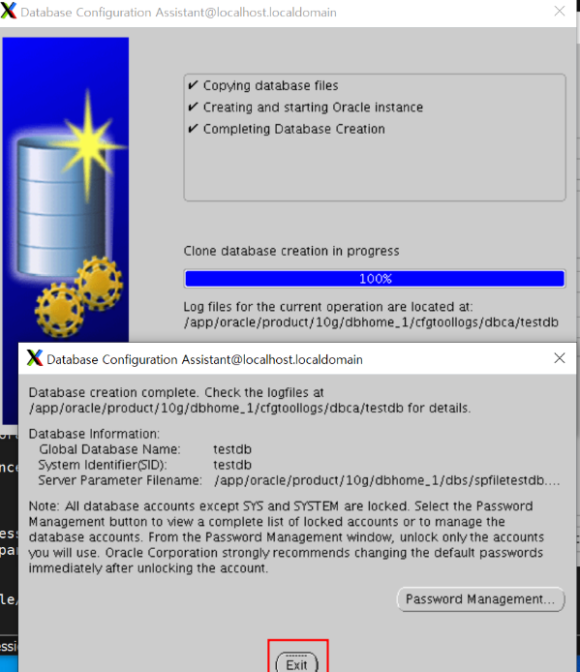 Database Configuration Assistant@localhost.localdomain
✔ Copying database files
✔ Creating and starting Oracle instance
✔ Completing Database Creation
Clone database creation in progress
100%
Log files for the current operation are located at:
/app/oracle/product/10g/dbhome_1/cfgtoollogs/dbca/testdb
Database Configuration Assistant@localhost.localdomain
Database creation complete. Check the logfiles at
/app/oracle/product/10g/dbhome_1/cfgtoollogs/dbca/testdb for details.
Database Information:
Global Database Name: testdb
System Identifier(SID): testdb
Server Parameter Filename: /app/oracle/product/10g/dbhome_1/dbs/spfiletestdb....
Note: All database accounts except SYS and SYSTEM are locked. Select the Password
Management button to view a complete list of locked accounts or to manage the
database accounts. From the Password Management window, unlock only the accounts
you will use. Oracle Corporation strongly recommends changing the default passwords
immediately after unlocking the account.
Password Management...
Exit